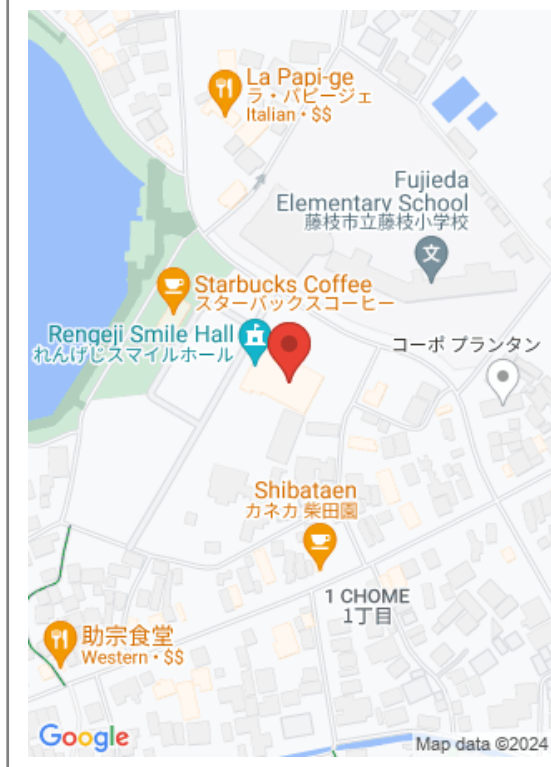 La Papi-ge
ラ・パピージェ
Italian • $$
Fujieda
Elementary School
藤枝市立藤枝小学校
文
Starbucks Coffee
スターバックスコーヒー
Rengeji Smile Hall
れんげじスマイルホール
コーポ プランタン
Shibataen
カネカ 柴田園
1 CHOME
1丁目
助宗食堂
Western • $$
Google
Map data ©2024